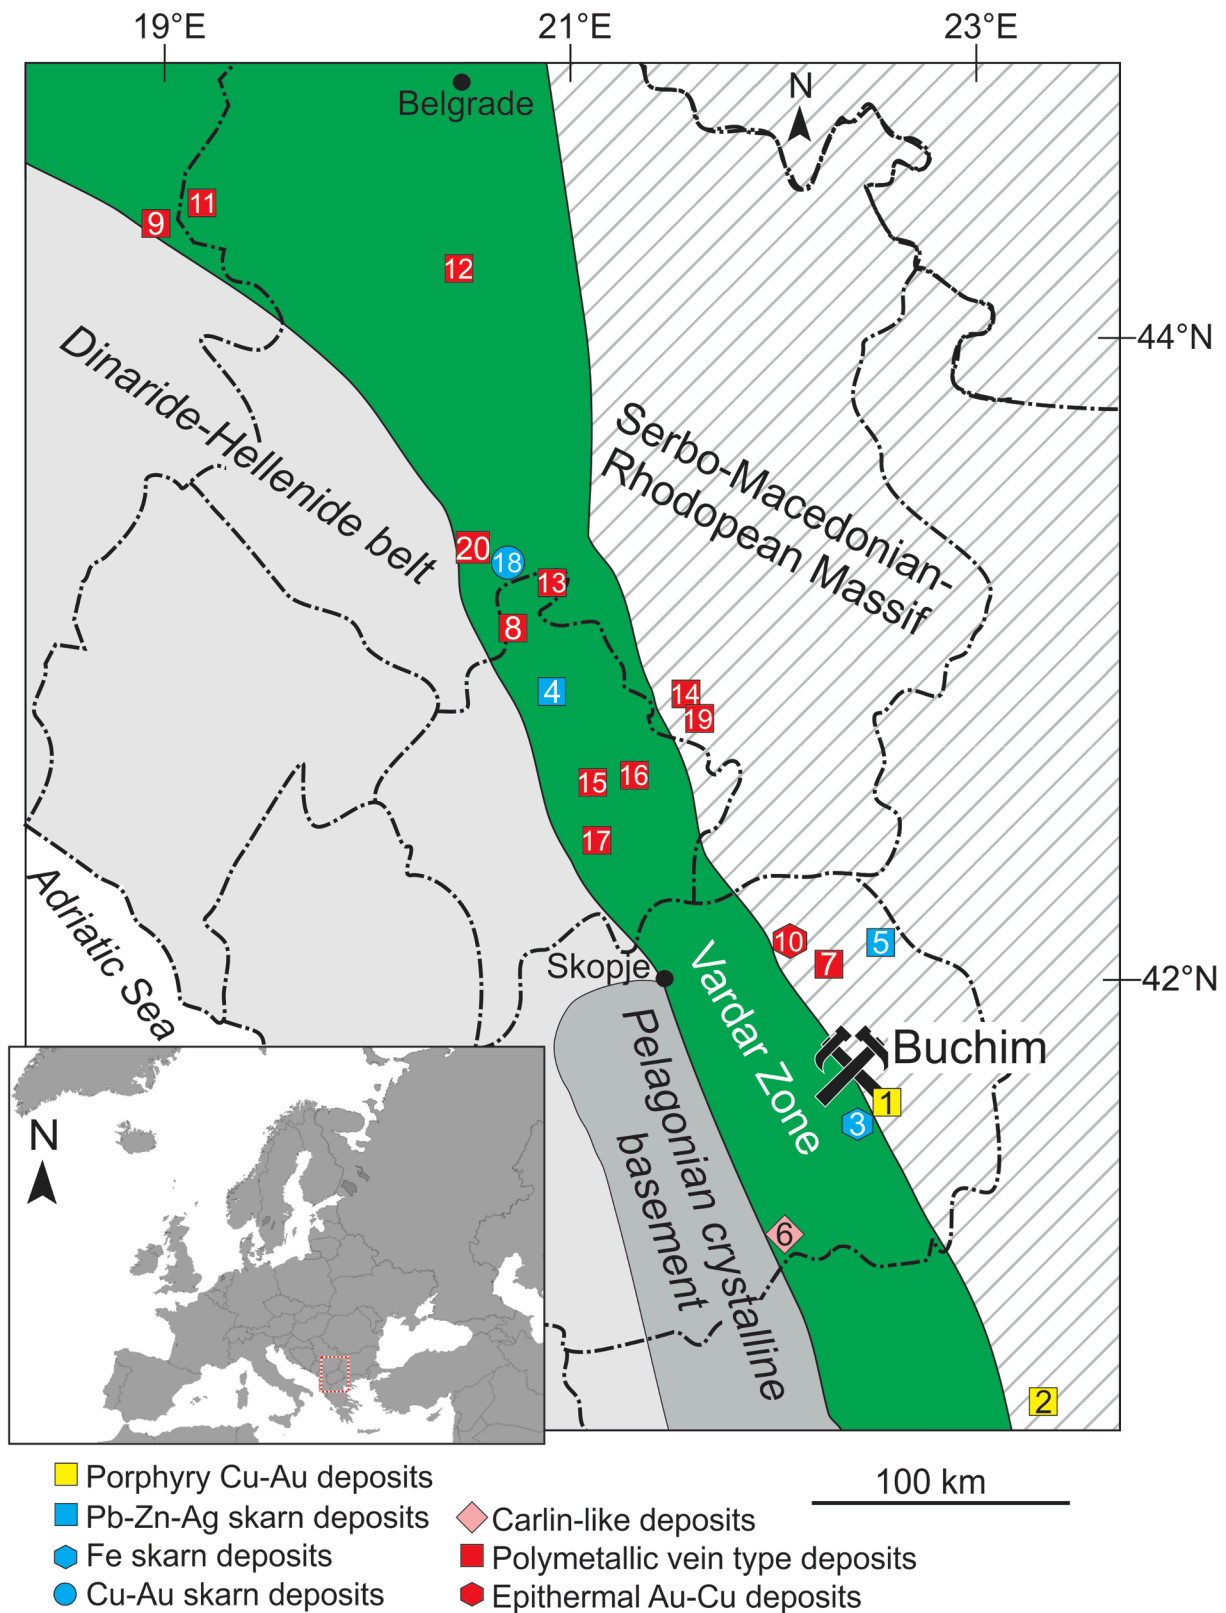 19°E
21°E
23°E
Belgrade
N
11
9
12
44°N
Dinaride-Hellenide belt
Serbo-Macedonian-
Rhodopean Massif
20
18
13
8
4
14
19
15
16
17
Adriatic Sea
10
5
7
Skopje
42°N
Vardar Zone
Buchim
Pelagonian crystalline
basement
1
3
6
2
N
Porphyry Cu-Au deposits
Pb-Zn-Ag skarn deposits
Fe skarn deposits
Cu-Au skarn deposits
100 km
Carlin-like deposits
Polymetallic vein type deposits
Epithermal Au-Cu deposits